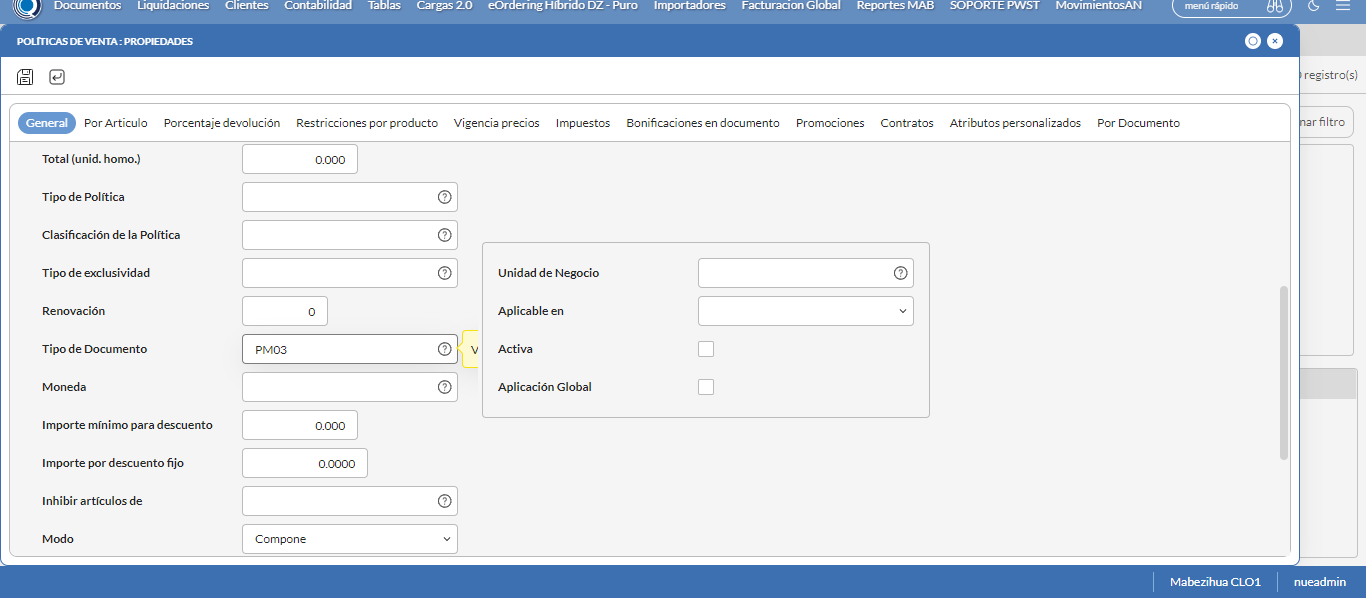 Documentos Liquidaciones Clientes Contabilidad Tablas Cargas 2.0 eOrdering Híbrido DZ - Puro Importadores Facturacion Global Reportes MAB SOPORTE PWST MovimientosAN menú rápido
POLÍTICAS DE VENTA : PROPIEDADES
registro(s)
General Por Articulo Porcentaje devolución Restricciones por producto Vigencia precios Impuestos Bonificaciones en documento Promociones Contratos Atributos personalizados Por Documento
nar filtro
Total (unid. homo.) 0.000
Tipo de Política
Clasificación de la Política
Tipo de exclusividad
Unidad de Negocio
Renovación 0
Aplicable en
Tipo de Documento PM03 V
Activa
Moneda
Aplicación Global
Importe mínimo para descuento 0.000
Importe por descuento fijo 0.0000
Inhibir artículos de
Modo Compone
Mabezihua CLO1 nueadmin